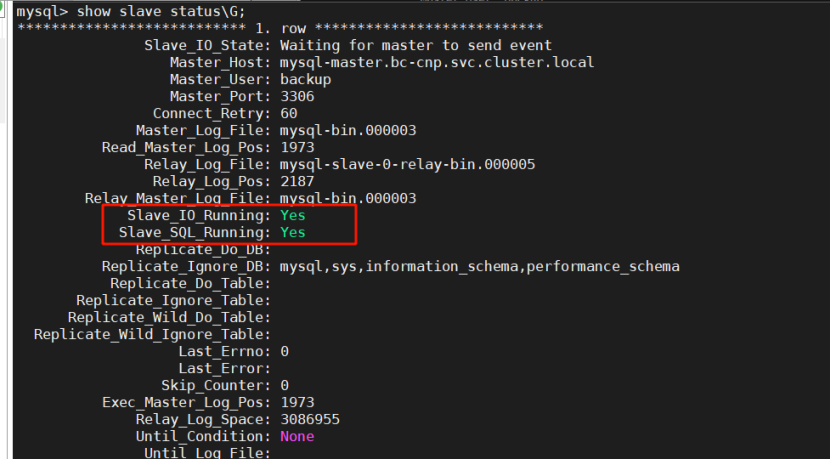 mysql> show slave status\G;
*************************** 1. row ***************************
Slave_IO_State: Waiting for master to send event
Master_Host: mysql-master.bc-cnp.svc.cluster.local
Master_User: backup
Master_Port: 3306
Connect_Retry: 60
Master_Log_File: mysql-bin.000003
Read_Master_Log_Pos: 1973
Relay_Log_File: mysql-slave-0-relay-bin.000005
Relay_Log_Pos: 2187
Relay_Master_Log_File: mysql-bin.000003
Slave_IO_Running: Yes
Slave_SQL_Running: Yes
Replicate_Do_DB:
Replicate_Ignore_DB: mysql,sys,information_schema,performance_schema
Replicate_Do_Table:
Replicate_Ignore_Table:
Replicate_Wild_Do_Table:
Replicate_Wild_Ignore_Table:
Last_Errno: 0
Last_Error:
Skip_Counter: 0
Exec_Master_Log_Pos: 1973
Relay_Log_Space: 3086955
Until_Condition: None
Until_Log_File: